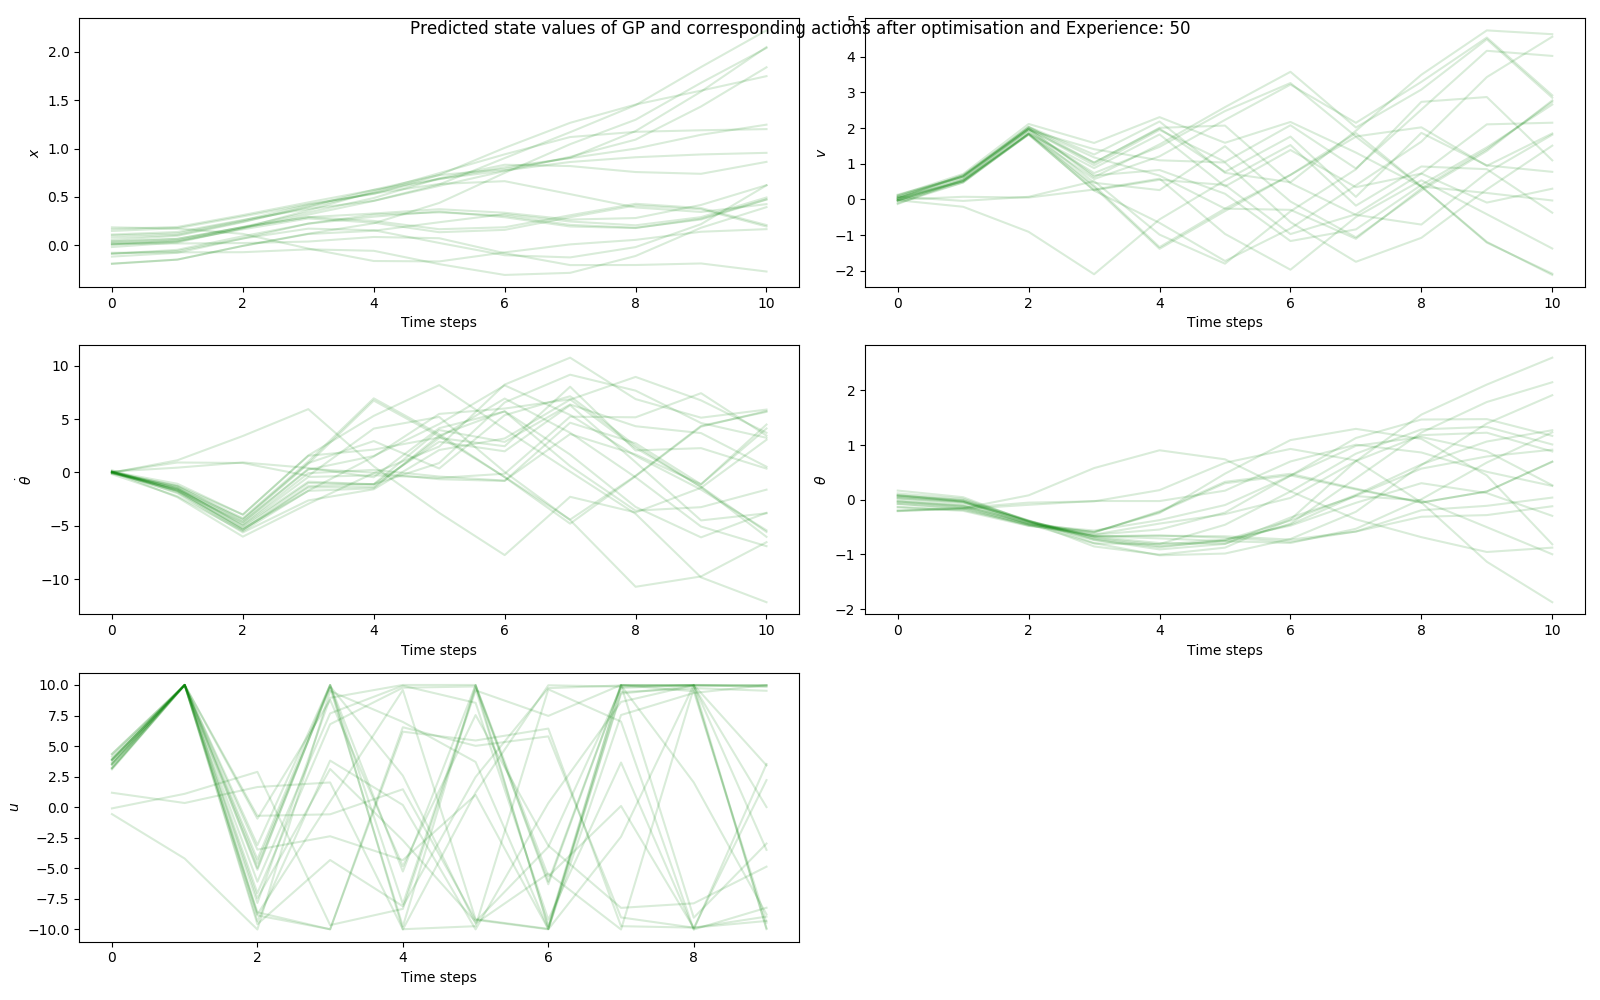 Predicted state values of GP and corresponding actions after optimisation and Experience: 50
2.0
1.5
1.0
0.5
0.0
x
0 2 4 6 8 10
Time steps
5
4
3
2
1
0
−1
−2
v
0 2 4 6 8 10
Time steps
10
5
0
−5
−10
θ̇
0 2 4 6 8 10
Time steps
2
1
0
−1
−2
θ
0 2 4 6 8 10
Time steps
10.0
7.5
5.0
2.5
0.0
−2.5
−5.0
−7.5
−10.0
u
0 2 4 6 8
Time steps